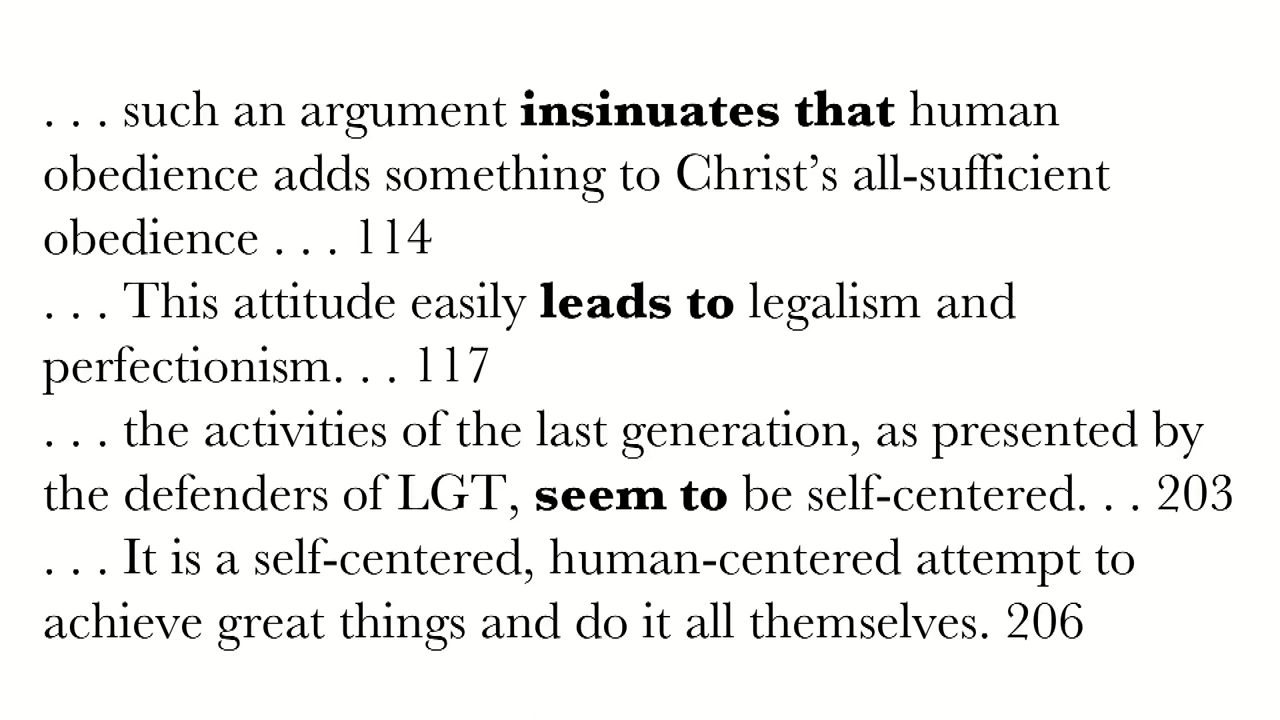 . . . such an argument insinuates that human
obedience adds something to Christ’s all-sufficient
obedience . . . 114
. . . This attitude easily leads to legalism and
perfectionism. . . 117
. . . the activities of the last generation, as presented by
the defenders of LGT, seem to be self-centered. . . 203
. . . It is a self-centered, human-centered attempt to
achieve great things and do it all themselves. 206